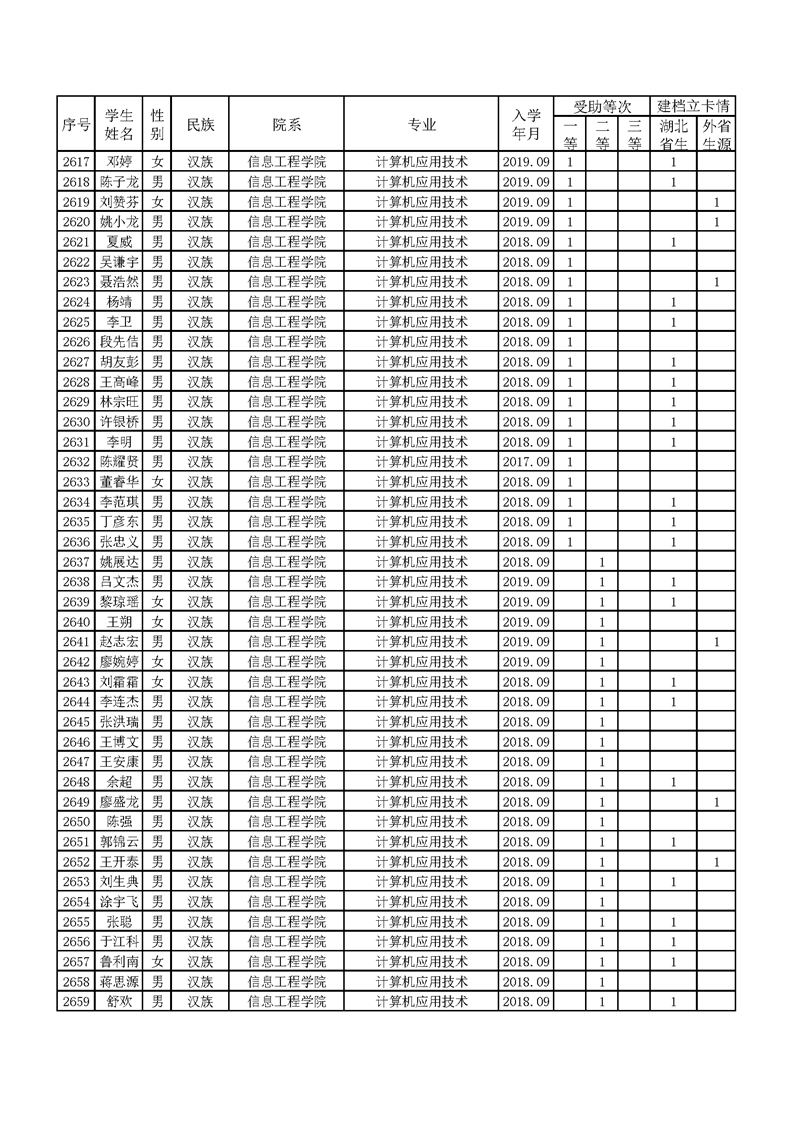 序号 学生姓名 性别 民族 院系 专业 入学年月 受助等次 建档立卡情
一等 二等 三等 湖北省生 外省生源
2617 邓婷 女 汉族 信息工程学院 计算机应用技术 2019.09 1 1
2618 陈子龙 男 汉族 信息工程学院 计算机应用技术 2019.09 1 1
2619 刘赞芬 女 汉族 信息工程学院 计算机应用技术 2019.09 1 1
2620 姚小龙 男 汉族 信息工程学院 计算机应用技术 2019.09 1 1
2621 夏威 男 汉族 信息工程学院 计算机应用技术 2018.09 1 1
2622 吴谦宇 男 汉族 信息工程学院 计算机应用技术 2018.09 1
2623 聂浩然 男 汉族 信息工程学院 计算机应用技术 2018.09 1 1
2624 杨靖 男 汉族 信息工程学院 计算机应用技术 2018.09 1 1
2625 李卫 男 汉族 信息工程学院 计算机应用技术 2018.09 1 1
2626 段先信 男 汉族 信息工程学院 计算机应用技术 2018.09 1
2627 胡友彭 男 汉族 信息工程学院 计算机应用技术 2018.09 1 1
2628 王高峰 男 汉族 信息工程学院 计算机应用技术 2018.09 1 1
2629 林宗旺 男 汉族 信息工程学院 计算机应用技术 2018.09 1 1
2630 许银桥 男 汉族 信息工程学院 计算机应用技术 2018.09 1 1
2631 李明 男 汉族 信息工程学院 计算机应用技术 2018.09 1 1
2632 陈耀贤 男 汉族 信息工程学院 计算机应用技术 2017.09 1
2633 董睿华 女 汉族 信息工程学院 计算机应用技术 2018.09 1
2634 李范琪 男 汉族 信息工程学院 计算机应用技术 2018.09 1 1
2635 丁彦东 男 汉族 信息工程学院 计算机应用技术 2018.09 1 1
2636 张忠义 男 汉族 信息工程学院 计算机应用技术 2018.09 1 1
2637 姚展达 男 汉族 信息工程学院 计算机应用技术 2018.09 1
2638 吕文杰 男 汉族 信息工程学院 计算机应用技术 2019.09 1 1
2639 黎琼瑶 女 汉族 信息工程学院 计算机应用技术 2019.09 1 1
2640 王朔 女 汉族 信息工程学院 计算机应用技术 2019.09 1
2641 赵志宏 男 汉族 信息工程学院 计算机应用技术 2019.09 1 1
2642 廖婉婷 女 汉族 信息工程学院 计算机应用技术 2019.09 1
2643 刘霜霜 女 汉族 信息工程学院 计算机应用技术 2018.09 1 1
2644 李连杰 男 汉族 信息工程学院 计算机应用技术 2018.09 1 1
2645 张洪瑞 男 汉族 信息工程学院 计算机应用技术 2018.09 1
2646 王博文 男 汉族 信息工程学院 计算机应用技术 2018.09 1
2647 王安康 男 汉族 信息工程学院 计算机应用技术 2018.09 1
2648 余超 男 汉族 信息工程学院 计算机应用技术 2018.09 1 1
2649 廖盛龙 男 汉族 信息工程学院 计算机应用技术 2018.09 1 1
2650 陈强 男 汉族 信息工程学院 计算机应用技术 2018.09 1
2651 郭锦云 男 汉族 信息工程学院 计算机应用技术 2018.09 1 1
2652 王开泰 男 汉族 信息工程学院 计算机应用技术 2018.09 1 1
2653 刘生典 男 汉族 信息工程学院 计算机应用技术 2018.09 1 1
2654 涂宇飞 男 汉族 信息工程学院 计算机应用技术 2018.09 1
2655 张聪 男 汉族 信息工程学院 计算机应用技术 2018.09 1 1
2656 于江科 男 汉族 信息工程学院 计算机应用技术 2018.09 1 1
2657 鲁利南 女 汉族 信息工程学院 计算机应用技术 2018.09 1 1
2658 蒋思源 男 汉族 信息工程学院 计算机应用技术 2018.09 1
2659 舒欢 男 汉族 信息工程学院 计算机应用技术 2018.09 1 1